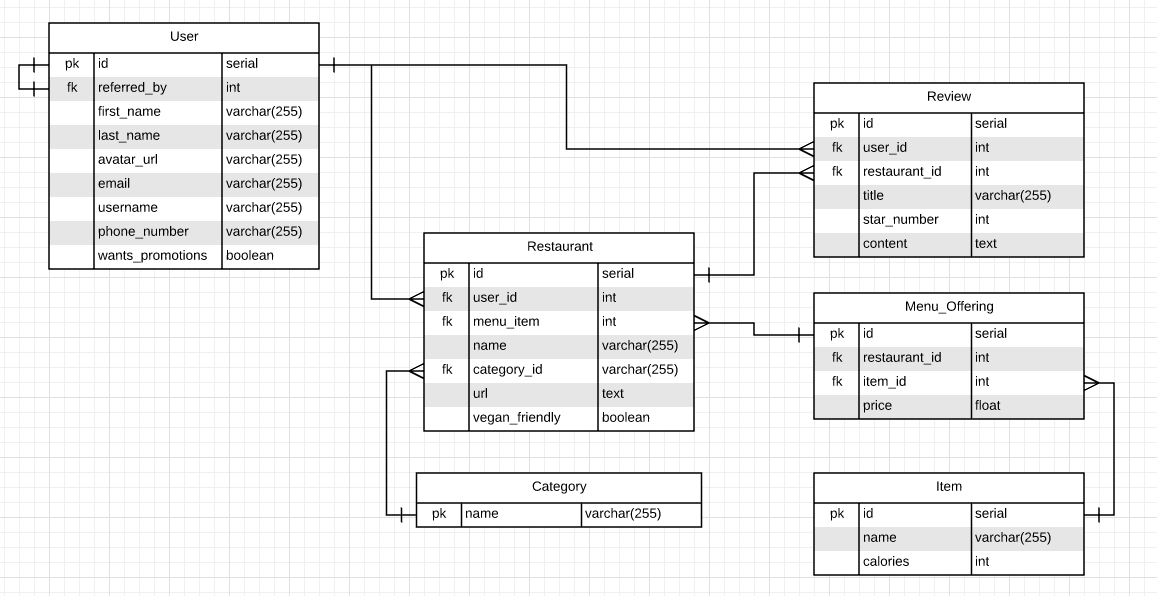 User
pk id serial
fk referred_by int
first_name varchar(255)
last_name varchar(255)
avatar_url varchar(255)
email varchar(255)
username varchar(255)
phone_number varchar(255)
wants_promotions boolean
Review
pk id serial
fk user_id int
fk restaurant_id int
title varchar(255)
star_number int
content text
Restaurant
pk id serial
fk user_id int
fk menu_item int
name varchar(255)
fk category_id varchar(255)
url text
vegan_friendly boolean
Menu_Offering
pk id serial
fk restaurant_id int
fk item_id int
price float
Category
pk name varchar(255)
Item
pk id serial
name varchar(255)
calories int